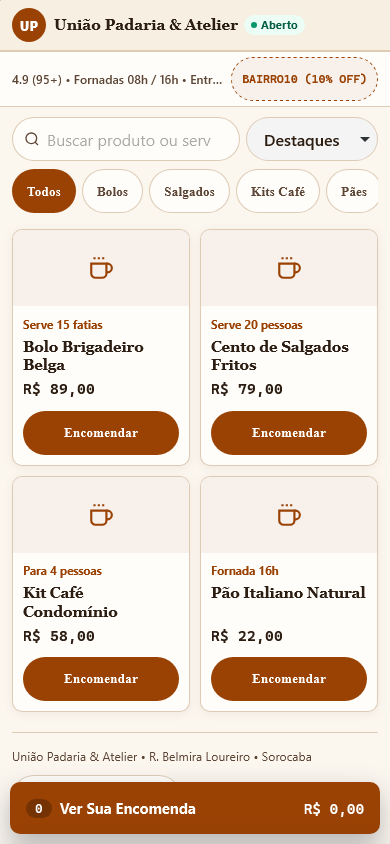 UP União Padaria & Atelier Aberto
4.9 (95+) • Fornadas 08h / 16h • Entr... BAIRRO10 (10% OFF)
Buscar produto ou serv Destaques
Todos Bolos Salgados Kits Café Pães
Serve 15 fatias
Bolo Brigadeiro
Belga
R$ 89,00
Encomendar
Serve 20 pessoas
Cento de Salgados
Fritos
R$ 79,00
Encomendar
Para 4 pessoas
Kit Café
Condomínio
R$ 58,00
Encomendar
Fornada 16h
Pão Italiano Natural
R$ 22,00
Encomendar
União Padaria & Atelier • R. Belmira Loureiro • Sorocaba
0 Ver Sua Encomenda R$ 0,00